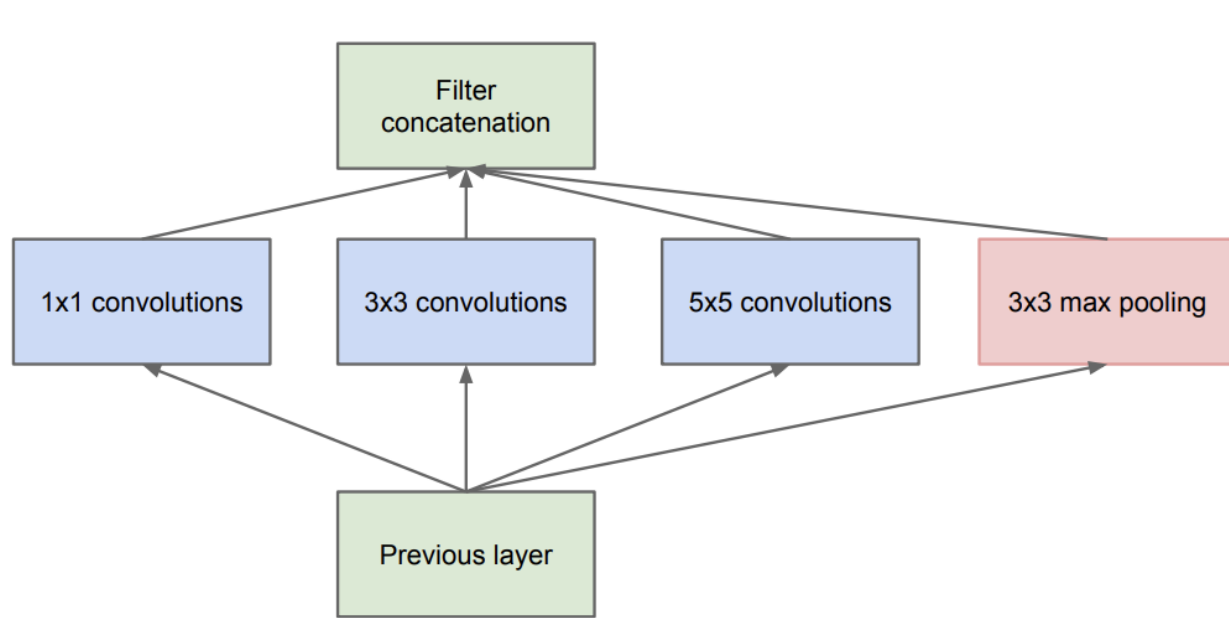 Filter
concatenation
1x1 convolutions
3x3 convolutions
5x5 convolutions
3x3 max pooling
Previous layer